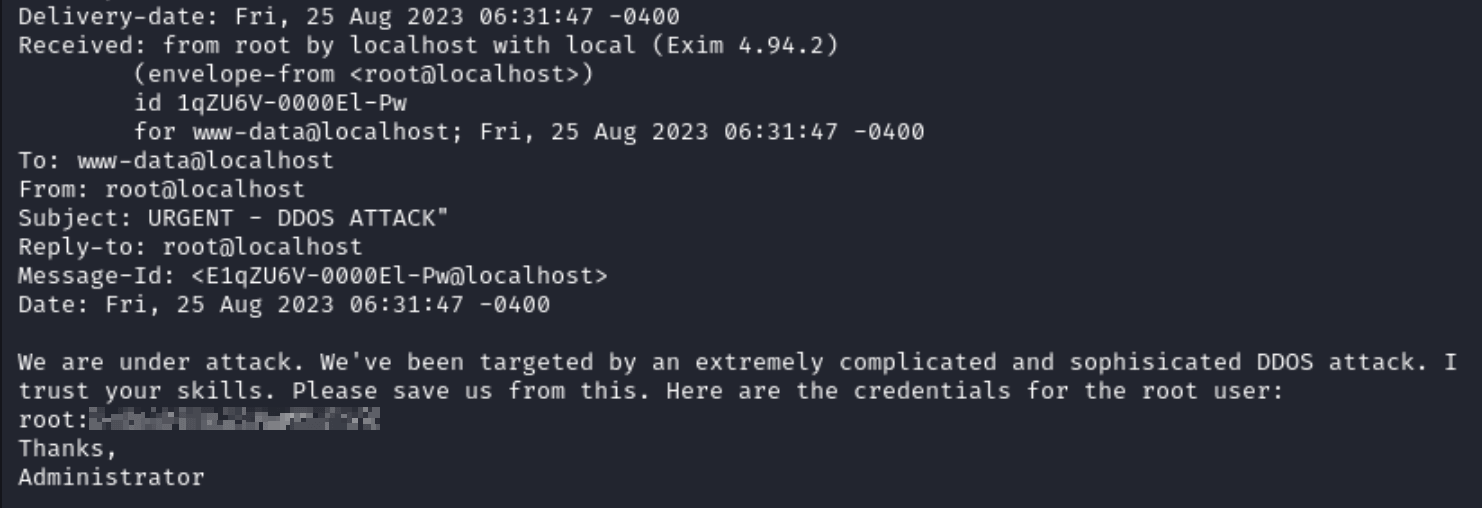 Delivery-date: Fri, 25 Aug 2023 06:31:47 -0400
Received: from root by localhost with local (Exim 4.94.2)
(envelope-from <root@localhost>)
id 1qZU6V-0000El-Pw
for www-data@localhost; Fri, 25 Aug 2023 06:31:47 -0400
To: www-data@localhost
From: root@localhost
Subject: URGENT - DDOS ATTACK"
Reply-to: root@localhost
Message-Id: <E1qZU6V-0000El-Pw@localhost>
Date: Fri, 25 Aug 2023 06:31:47 -0400
We are under attack. We've been targeted by an extremely complicated and sophisicated DDOS attack. I
trust your skills. Please save us from this. Here are the credentials for the root user:
root:
Thanks,
Administrator